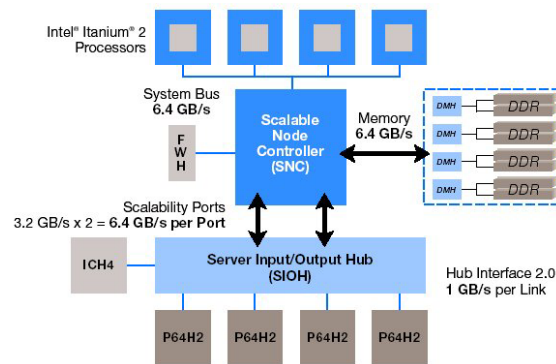 Intel® Itanium® 2
Processors
System Bus
6.4 GB/s
F
W
H
Scalable
Node
Controller
(SNC)
Memory
6.4 GB/s
DMH
DDR
DMH
DDR
DMH
DDR
DMH
DDR
Scalability Ports
3.2 GB/s x 2 = 6.4 GB/s per Port
ICH4
Server Input/Output Hub
(SIOH)
Hub Interface 2.0
1 GB/s per Link
P64H2
P64H2
P64H2
P64H2